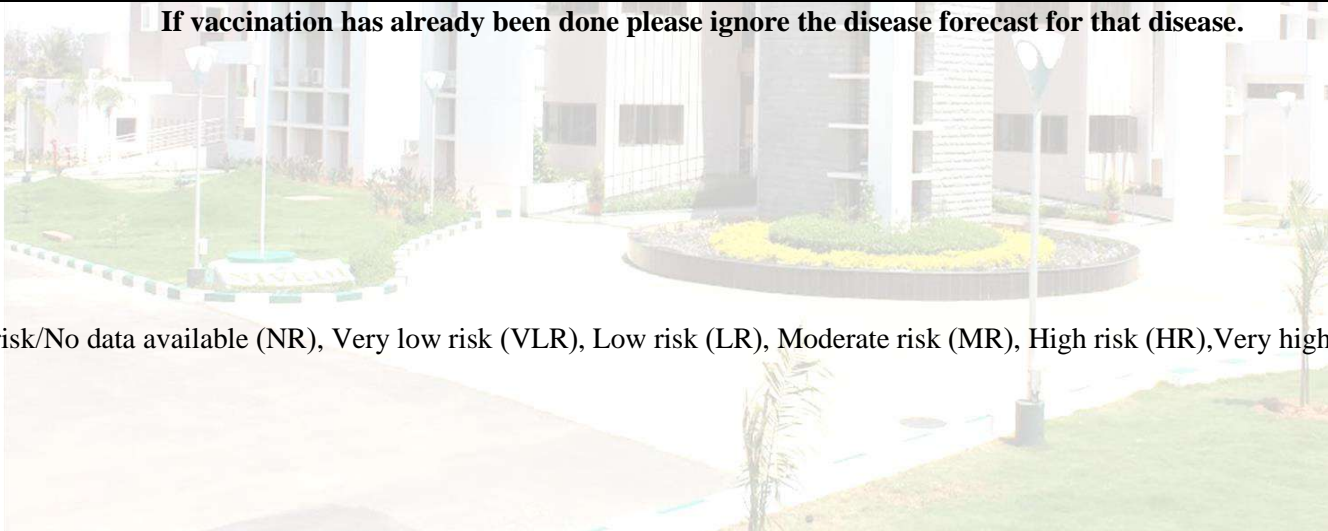 If vaccination has already been done please ignore the disease forecast for that disease.
risk/No data available (NR), Very low risk (VLR), Low risk (LR), Moderate risk (MR), High risk (HR),Very high